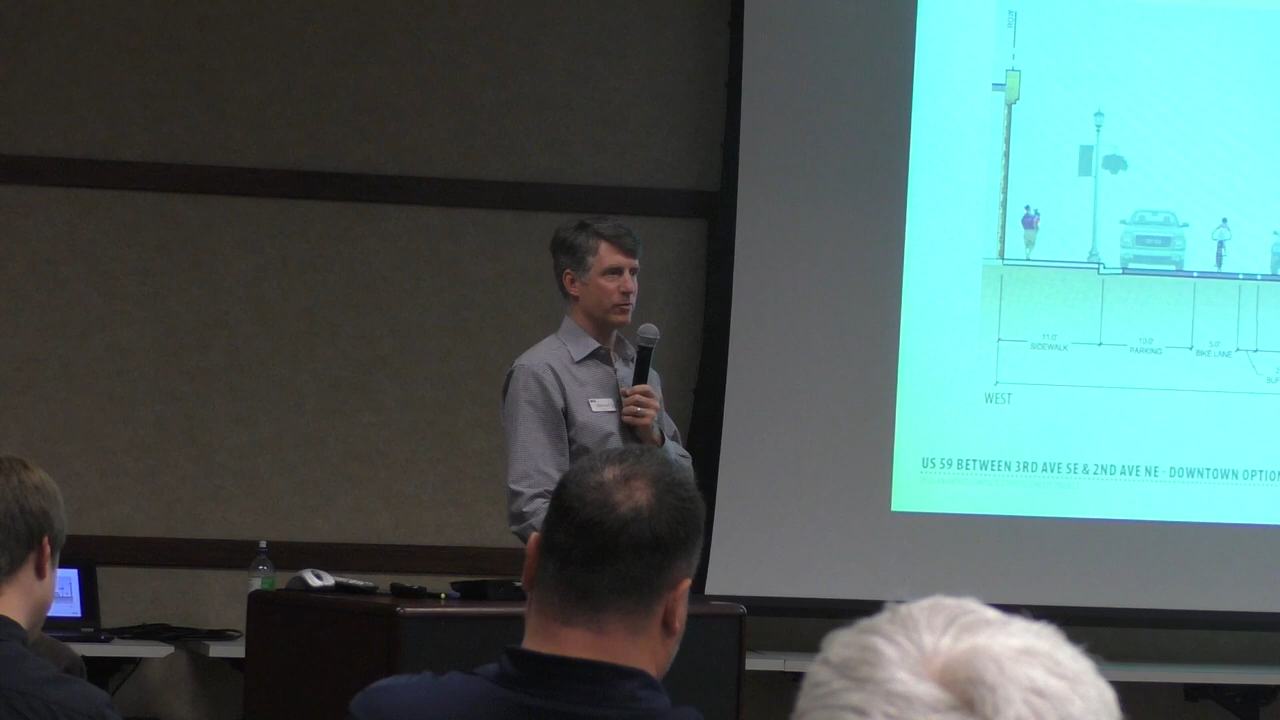 11.0'
SIDEWALK
10.0'
PARKING
5.0'
BIKE LANE
WEST
US 59 BETWEEN 3RD AVE SE & 2ND AVE NE - DOWNTOWN OPTION